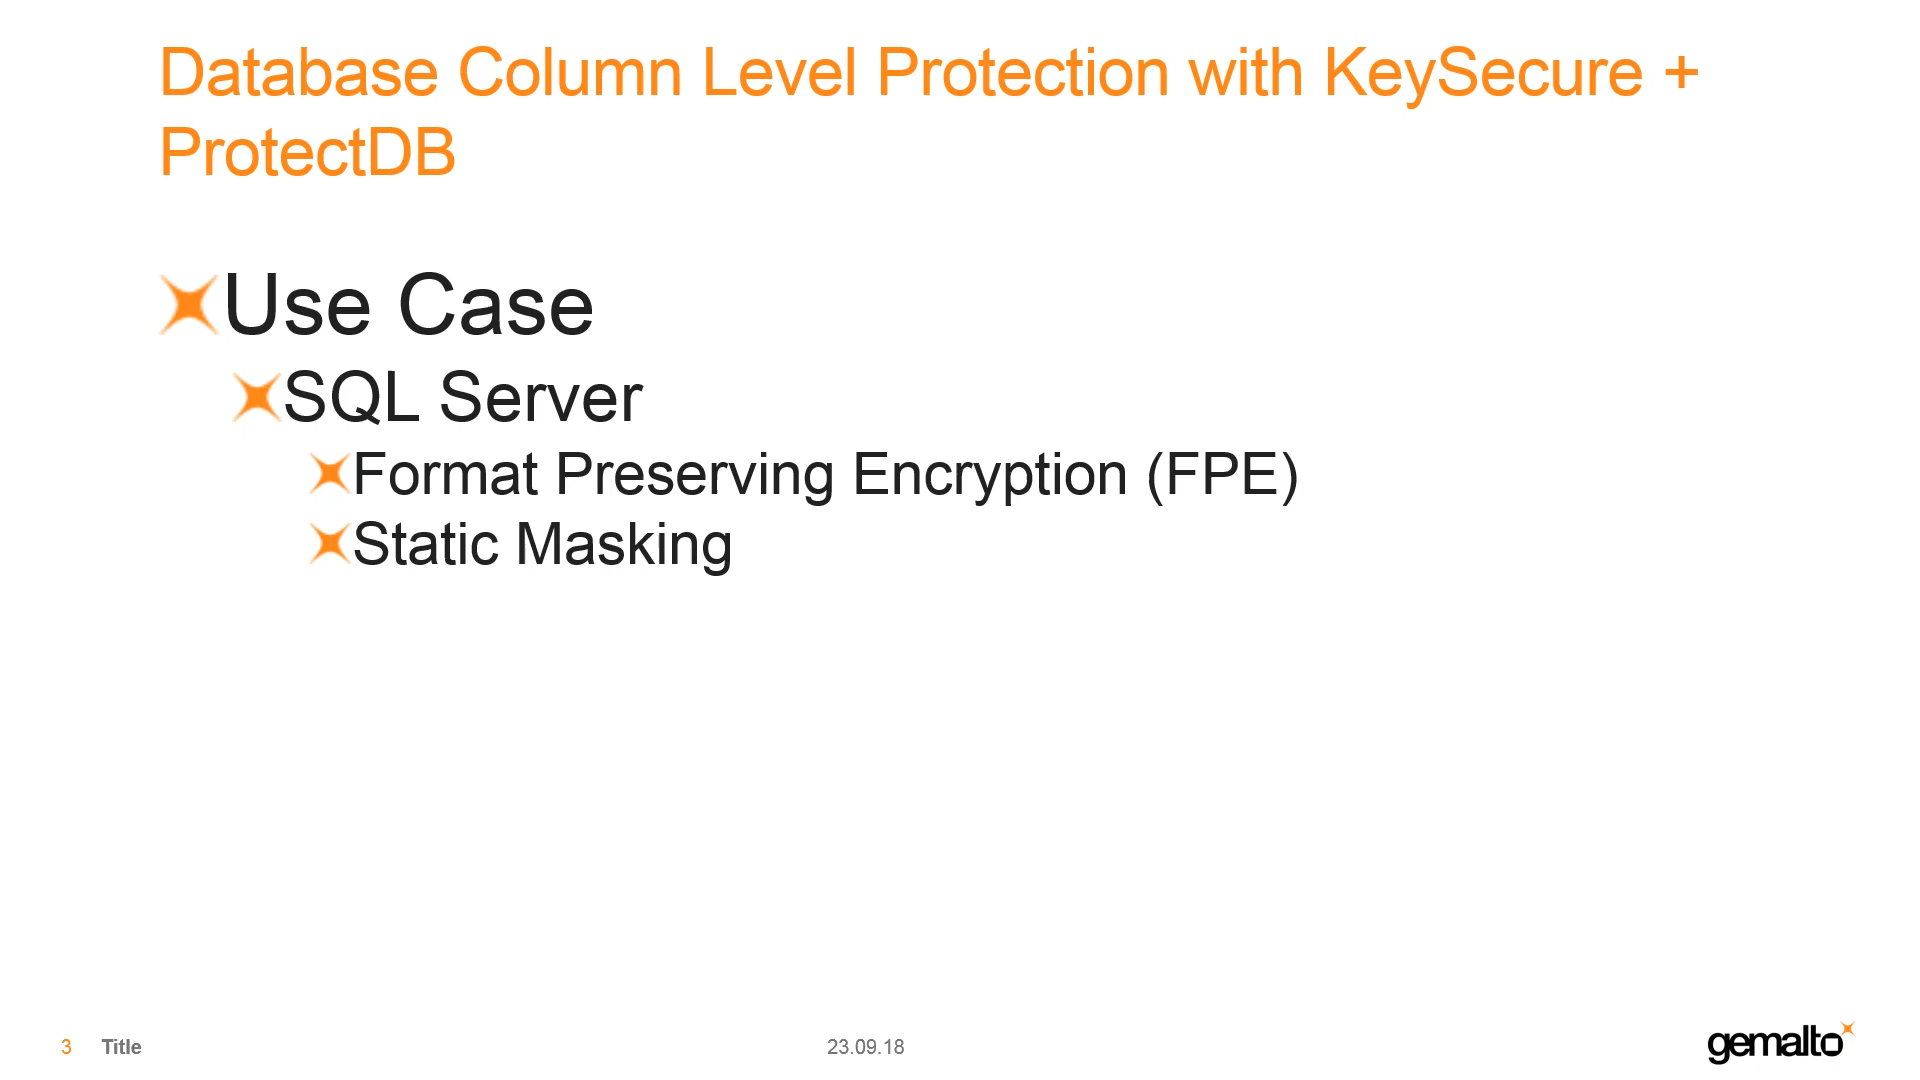 Database Column Level Protection with KeySecure +
ProtectDB
Use Case
SQL Server
Format Preserving Encryption (FPE)
Static Masking
3 Title 23.09.18 gemalto